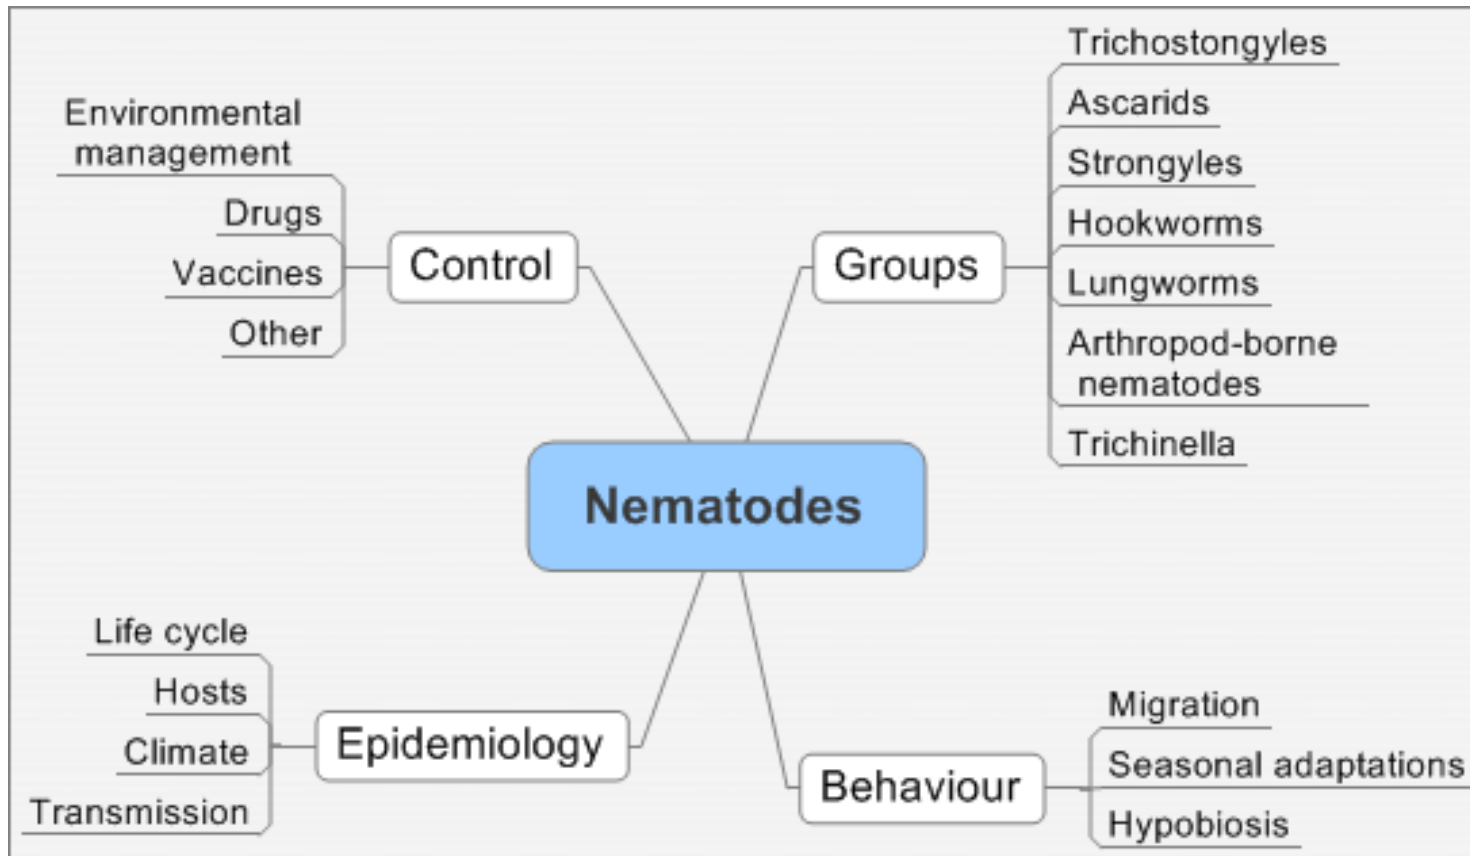 Trichostongyles
Ascarids
Strongyles
Hookworms
Lungworms
Arthropod-borne
nematodes
Trichinella
Groups
Environmental
management
Drugs
Vaccines
Other
Control
Nematodes
Life cycle
Hosts
Climate
Transmission
Epidemiology
Behaviour
Migration
Seasonal adaptations
Hypobiosis